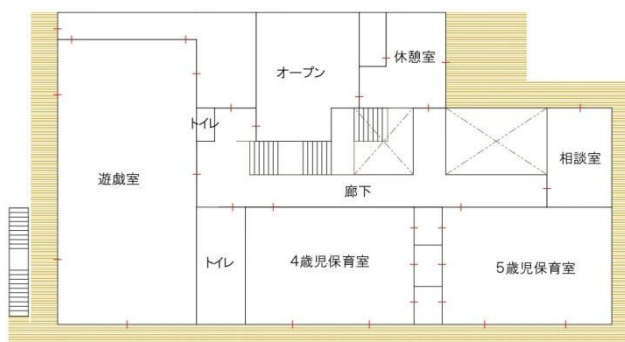 オープン
休憩室
トイレ
相談室
遊戯室
廊下
トイレ
4歳児保育室
5歳児保育室